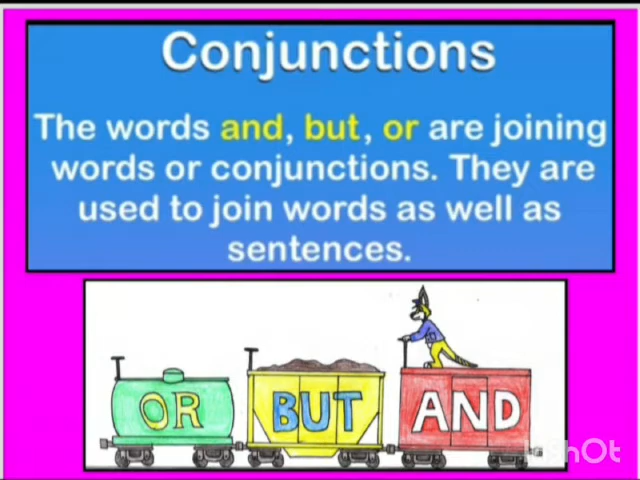 Conjunctions
The words and, but, or are joining
words or conjunctions. They are
used to join words as well as
sentences.
OR BUT AND